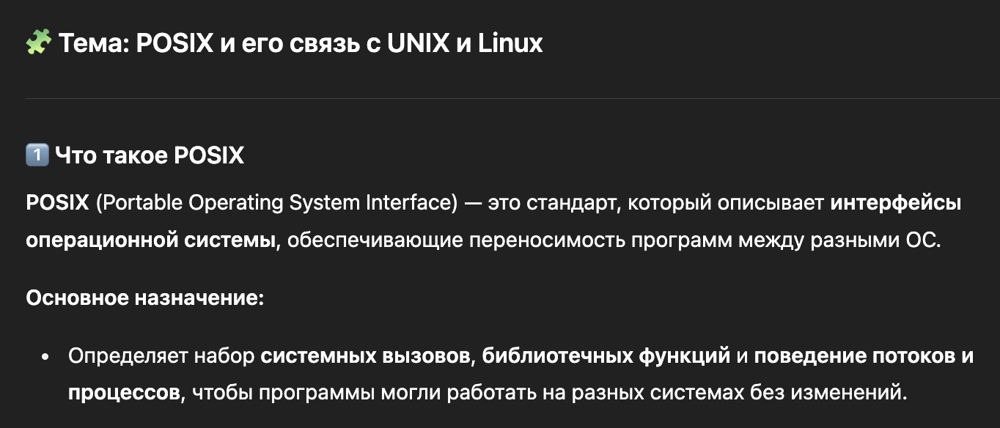 🧩 Тема: POSIX и его связь с UNIX и Linux
1️⃣ Что такое POSIX
POSIX (Portable Operating System Interface) — это стандарт, который описывает интерфейсы
операционной системы, обеспечивающие переносимость программ между разными ОС.
Основное назначение:
• Определяет набор системных вызовов, библиотечных функций и поведение потоков и
процессов, чтобы программы могли работать на разных системах без изменений.